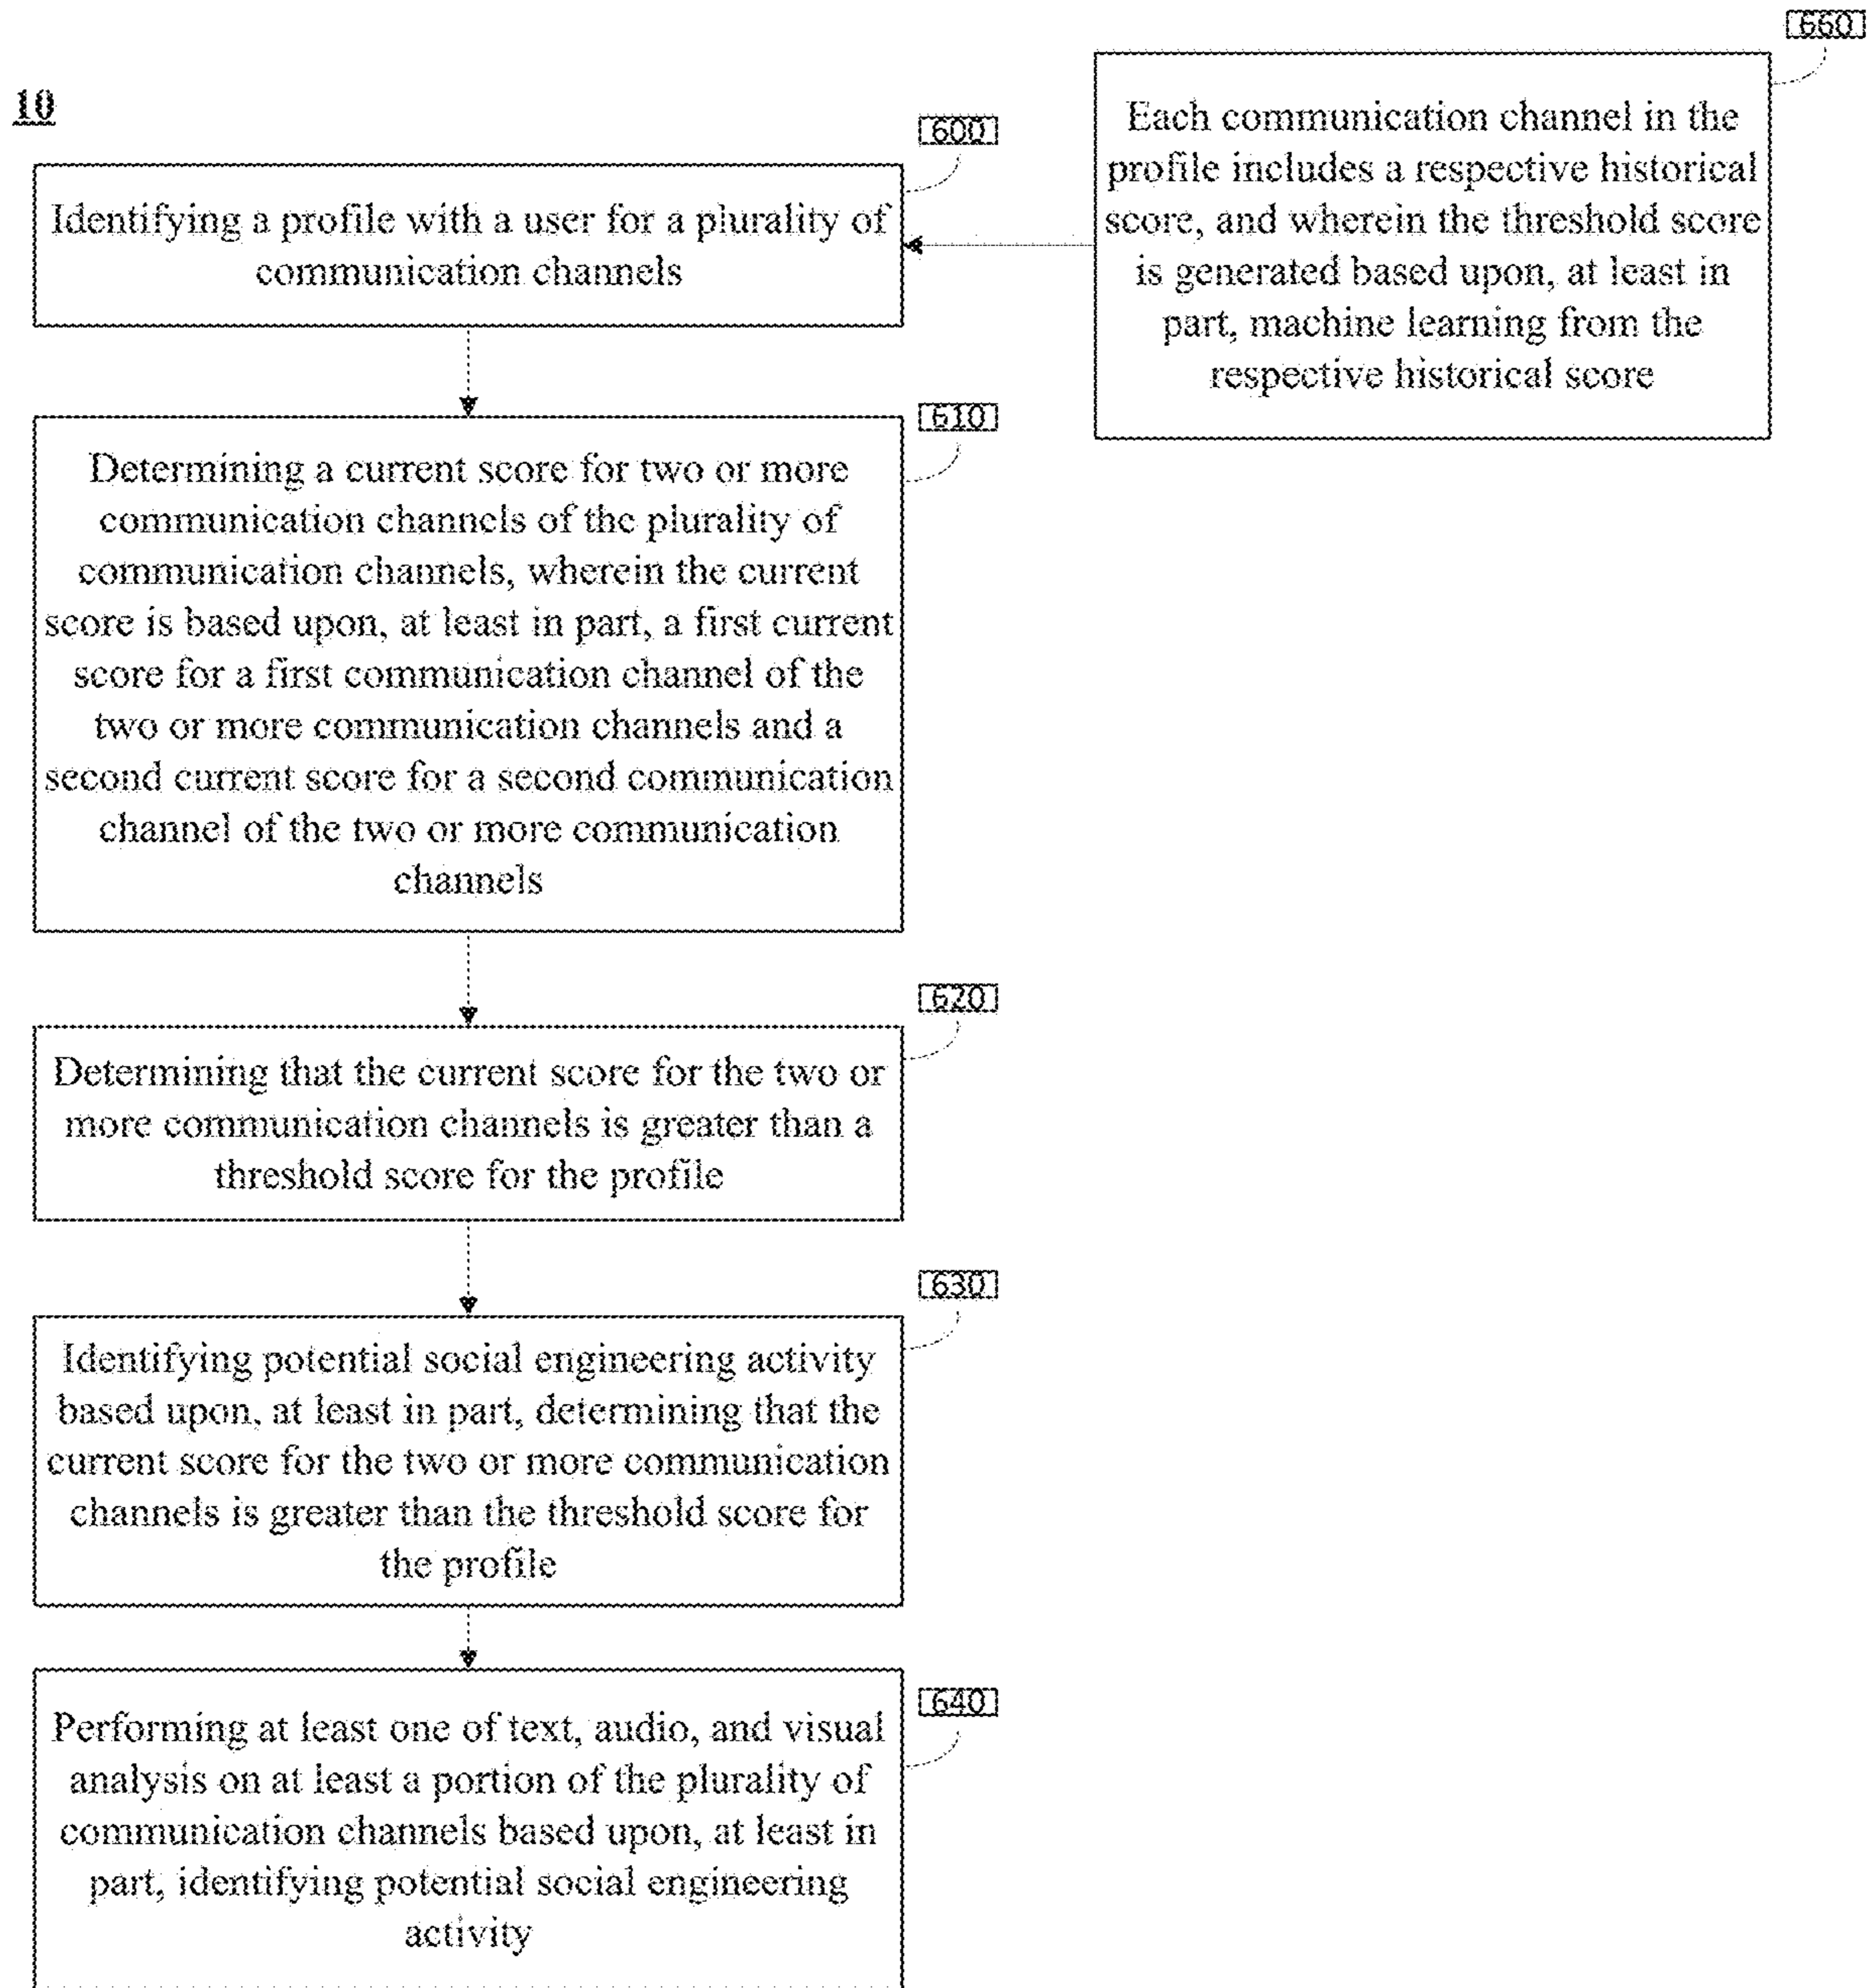 660
10
Each communication channel in the
profile includes a respective historical
score, and wherein the threshold score
is generated based upon, at least in
part, machine learning from the
respective historical score
600
Identifying a profile with a user for a plurality of
communication channels
610
Determining a current score for two or more
communication channels of the plurality of
communication channels, wherein the current
score is based upon, at least in part, a first current
score for a first communication channel of the
two or more communication channels and a
second current score for a second communication
channel of the two or more communication
channels
620
Determining that the current score for the two or
more communication channels is greater than a
threshold score for the profile
630
Identifying potential social engineering activity
based upon, at least in part, determining that the
current score for the two or more communication
channels is greater than the threshold score for
the profile
640
Performing at least one of text, audio, and visual
analysis on at least a portion of the plurality of
communication channels based upon, at least in
part, identifying potential social engineering
activity